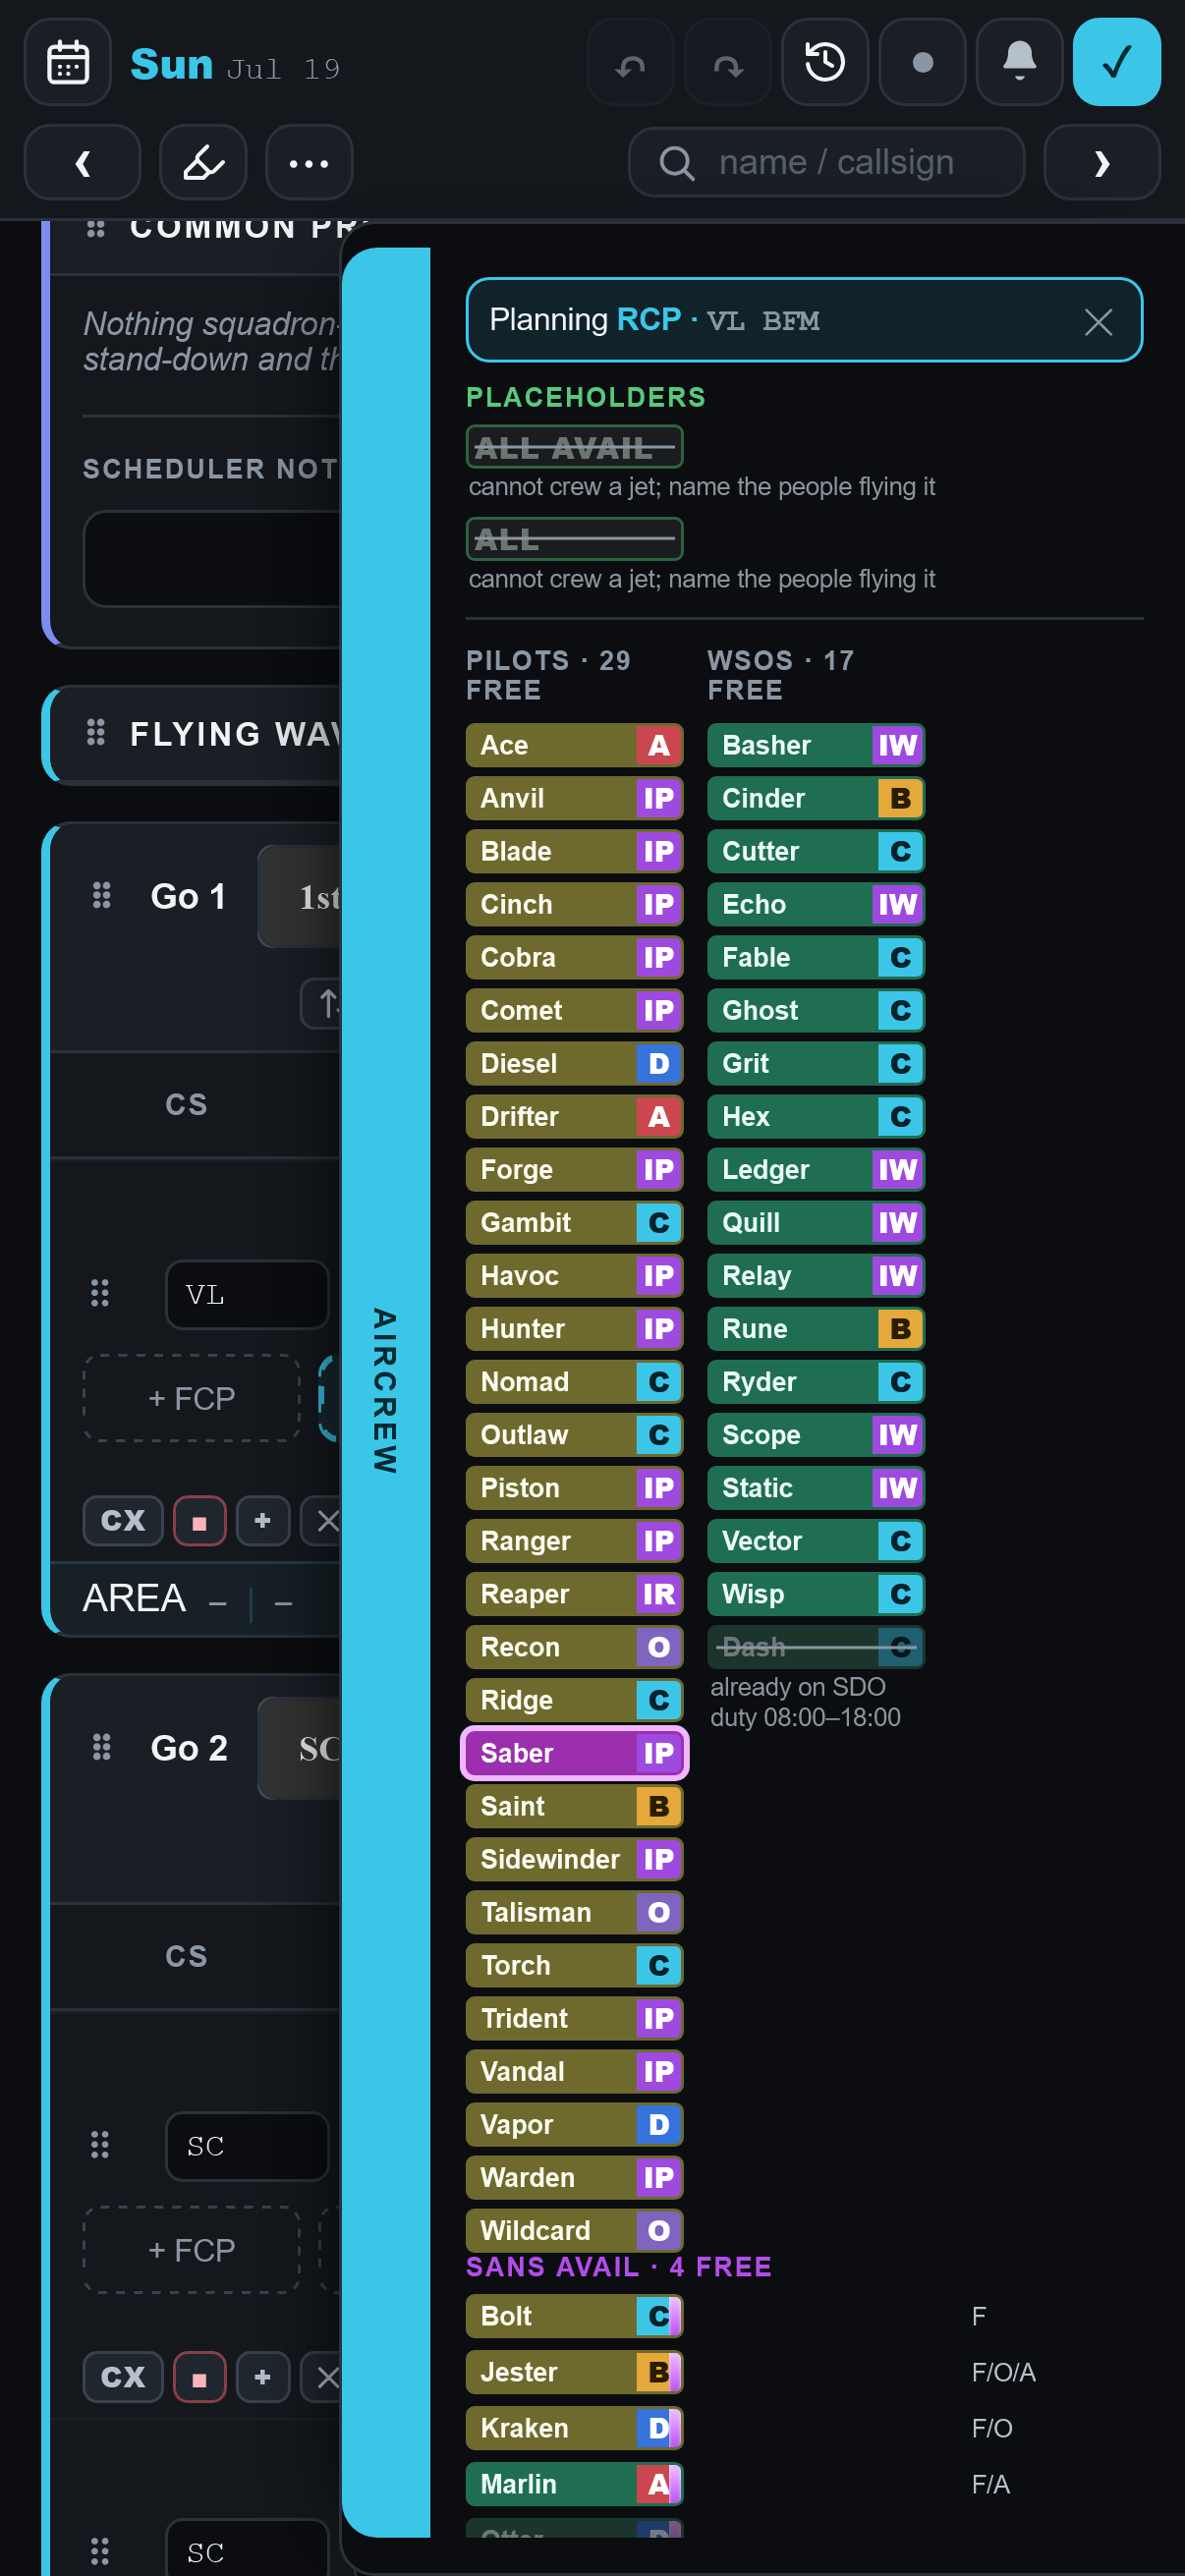 Sun Jul 19
name / callsign
COMMON PR
Nothing squadron-
stand-down and th
SCHEDULER NOT
FLYING WAV
Go 1
1st
CS
VL
+ FCP
CX
+
AREA – | –
Go 2
SC
CS
SC
+ FCP
CX
+
SC
AIRCREW
Planning RCP · VL BFM
PLACEHOLDERS
ALL AVAIL
cannot crew a jet; name the people flying it
ALL
cannot crew a jet; name the people flying it
PILOTS · 29 FREE
Ace A
Anvil IP
Blade IP
Cinch IP
Cobra IP
Comet IP
Diesel D
Drifter A
Forge IP
Gambit C
Havoc IP
Hunter IP
Nomad C
Outlaw C
Piston IP
Ranger IP
Reaper IR
Recon O
Ridge C
Saber IP
Saint B
Sidewinder IP
Talisman O
Torch C
Trident IP
Vandal IP
Vapor D
Warden IP
Wildcard O
WSOS · 17 FREE
Basher IW
Cinder B
Cutter C
Echo IW
Fable C
Ghost C
Grit C
Hex C
Ledger IW
Quill IW
Relay IW
Rune B
Ryder C
Scope IW
Static IW
Vector C
Wisp C
Dash C
already on SDO
duty 08:00–18:00
SANS AVAIL · 4 FREE
Bolt C F
Jester B F/O/A
Kraken D F/O
Marlin A F/A